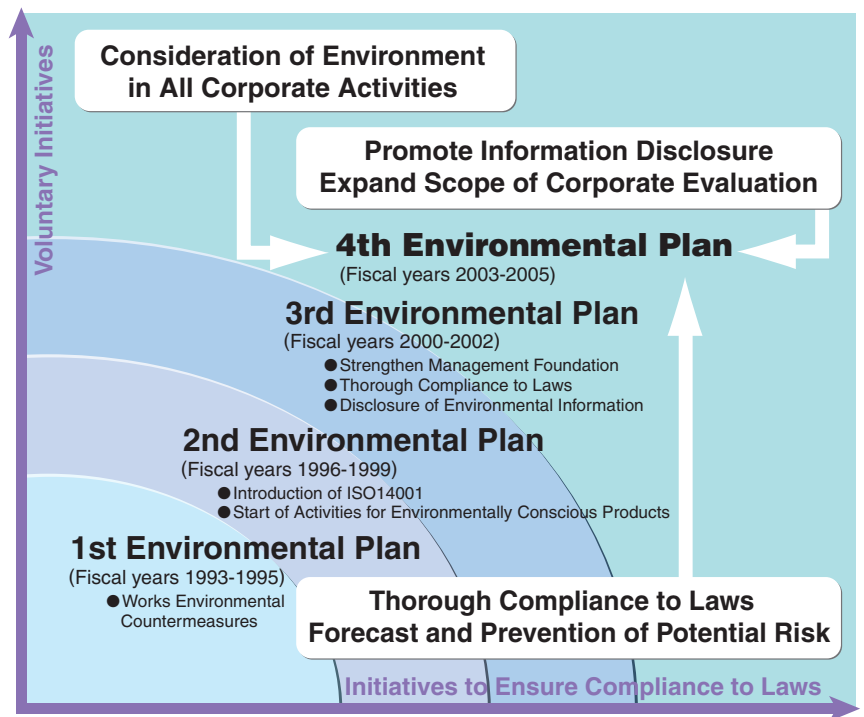 Voluntary Initiatives
Consideration of Environment
in All Corporate Activities
Promote Information Disclosure
Expand Scope of Corporate Evaluation
4th Environmental Plan
(Fiscal years 2003-2005)
3rd Environmental Plan
(Fiscal years 2000-2002)
●Strengthen Management Foundation
●Thorough Compliance to Laws
●Disclosure of Environmental Information
2nd Environmental Plan
(Fiscal years 1996-1999)
●Introduction of ISO14001
●Start of Activities for Environmentally Conscious Products
1st Environmental Plan
(Fiscal years 1993-1995)
●Works Environmental
Countermeasures
Thorough Compliance to Laws
Forecast and Prevention of Potential Risk
Initiatives to Ensure Compliance to Laws